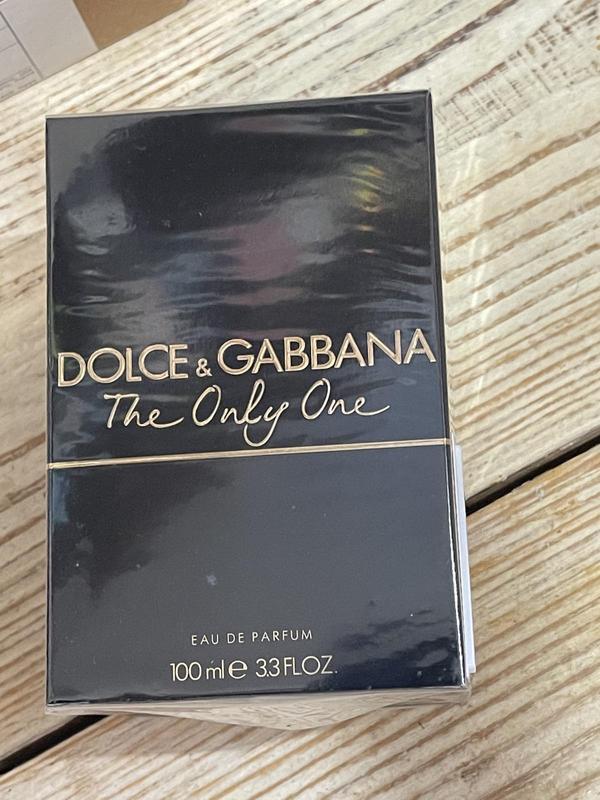 DOLCE & GABBANA
The Only One
EAU DE PARFUM
100 ml e 3.3 FL.OZ.